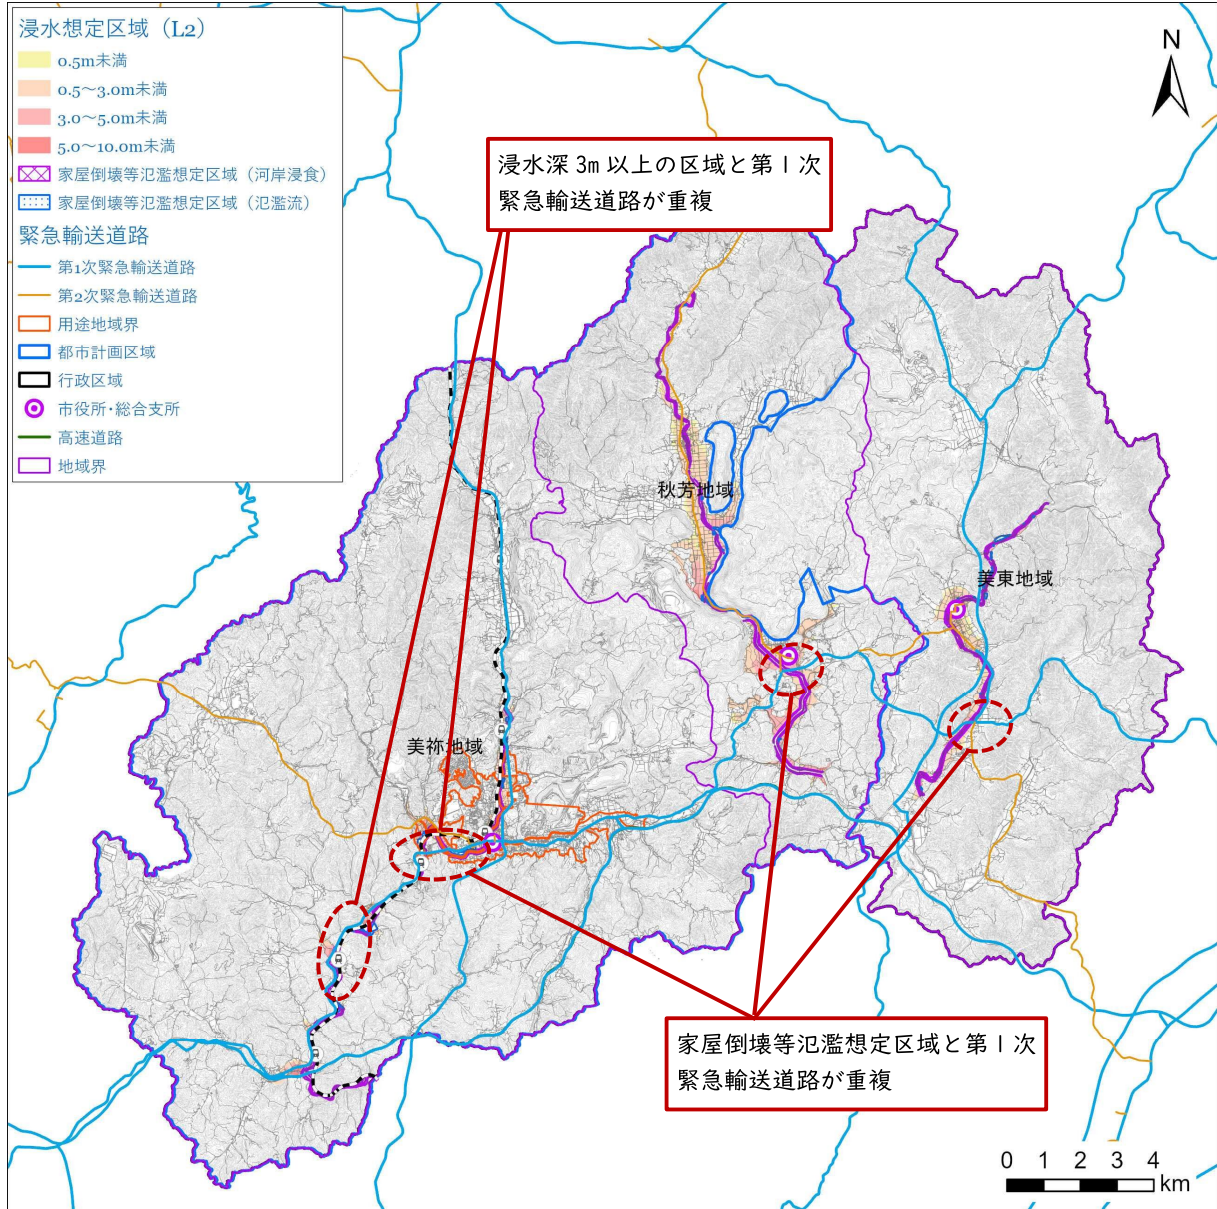 浸水想定区域（L2）
0.5m未満
0.5～3.0m未満
3.0～5.0m未満
5.0～10.0m未満
家屋倒壊等氾濫想定区域（河岸浸食）
家屋倒壊等氾濫想定区域（氾濫流）
緊急輸送道路
第1次緊急輸送道路
第2次緊急輸送道路
用途地域界
都市計画区域
行政区域
市役所・総合支所
高速道路
地域界
N
浸水深 3m 以上の区域と第1次
緊急輸送道路が重複
秋芳地域
美東地域
美祢地域
家屋倒壊等氾濫想定区域と第1次
緊急輸送道路が重複
0 1 2 3 4
km